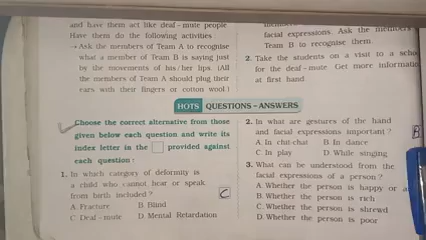 and have them act like deaf-mute people.
Have them do the following activities :
→ Ask the members of Team A to recognise
what a member of Team B is saying just
by the movements of his/her lips. (All
the members of Team A should plug their
ears with their fingers or cotton wool.)
facial expressions. Ask the members
Team B to recognise them.
2. Take the students on a visit to a
for the deaf-mute. Get more
at first hand.
HOTS QUESTIONS - ANSWERS
Choose the correct alternative from those
given below each question and write its
index letter in the provided against
each question :
1. In which category of deformity is
a child who cannot hear or speak
from birth included ? C
A. Fracture B. Blind
C. Deaf-mute D. Mental Retardation
2. In what are gestures of the hand
and facial expressions important ? B
A. In chit-chat B. In dance
C. In play D. While singing
3. What can be understood from the
facial expressions of a person ?
A. Whether the person is happy or
B. Whether the person is rich
C. Whether the person is shrewd
D. Whether the person is poor